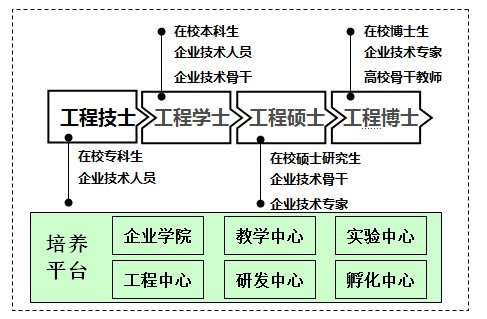 在校本科生
企业技术人员
企业技术骨干
在校博士生
企业技术专家
高校骨干教师
工程技士
工程学士
工程硕士
工程博士
在校专科生
企业技术人员
在校硕士研究生
企业技术骨干
企业技术专家
培养
平台
企业学院
教学中心
实验中心
工程中心
研发中心
孵化中心